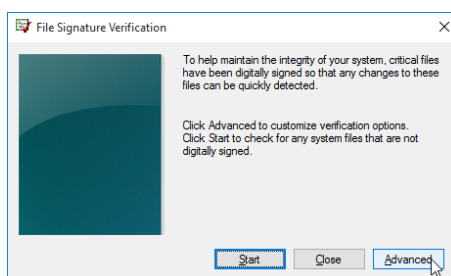 File Signature Verification
To help maintain the integrity of your system, critical files
have been digitally signed so that any changes to these
files can be quickly detected.
Click Advanced to customize verification options.
Click Start to check for any system files that are not
digitally signed.
Start Close Advanced